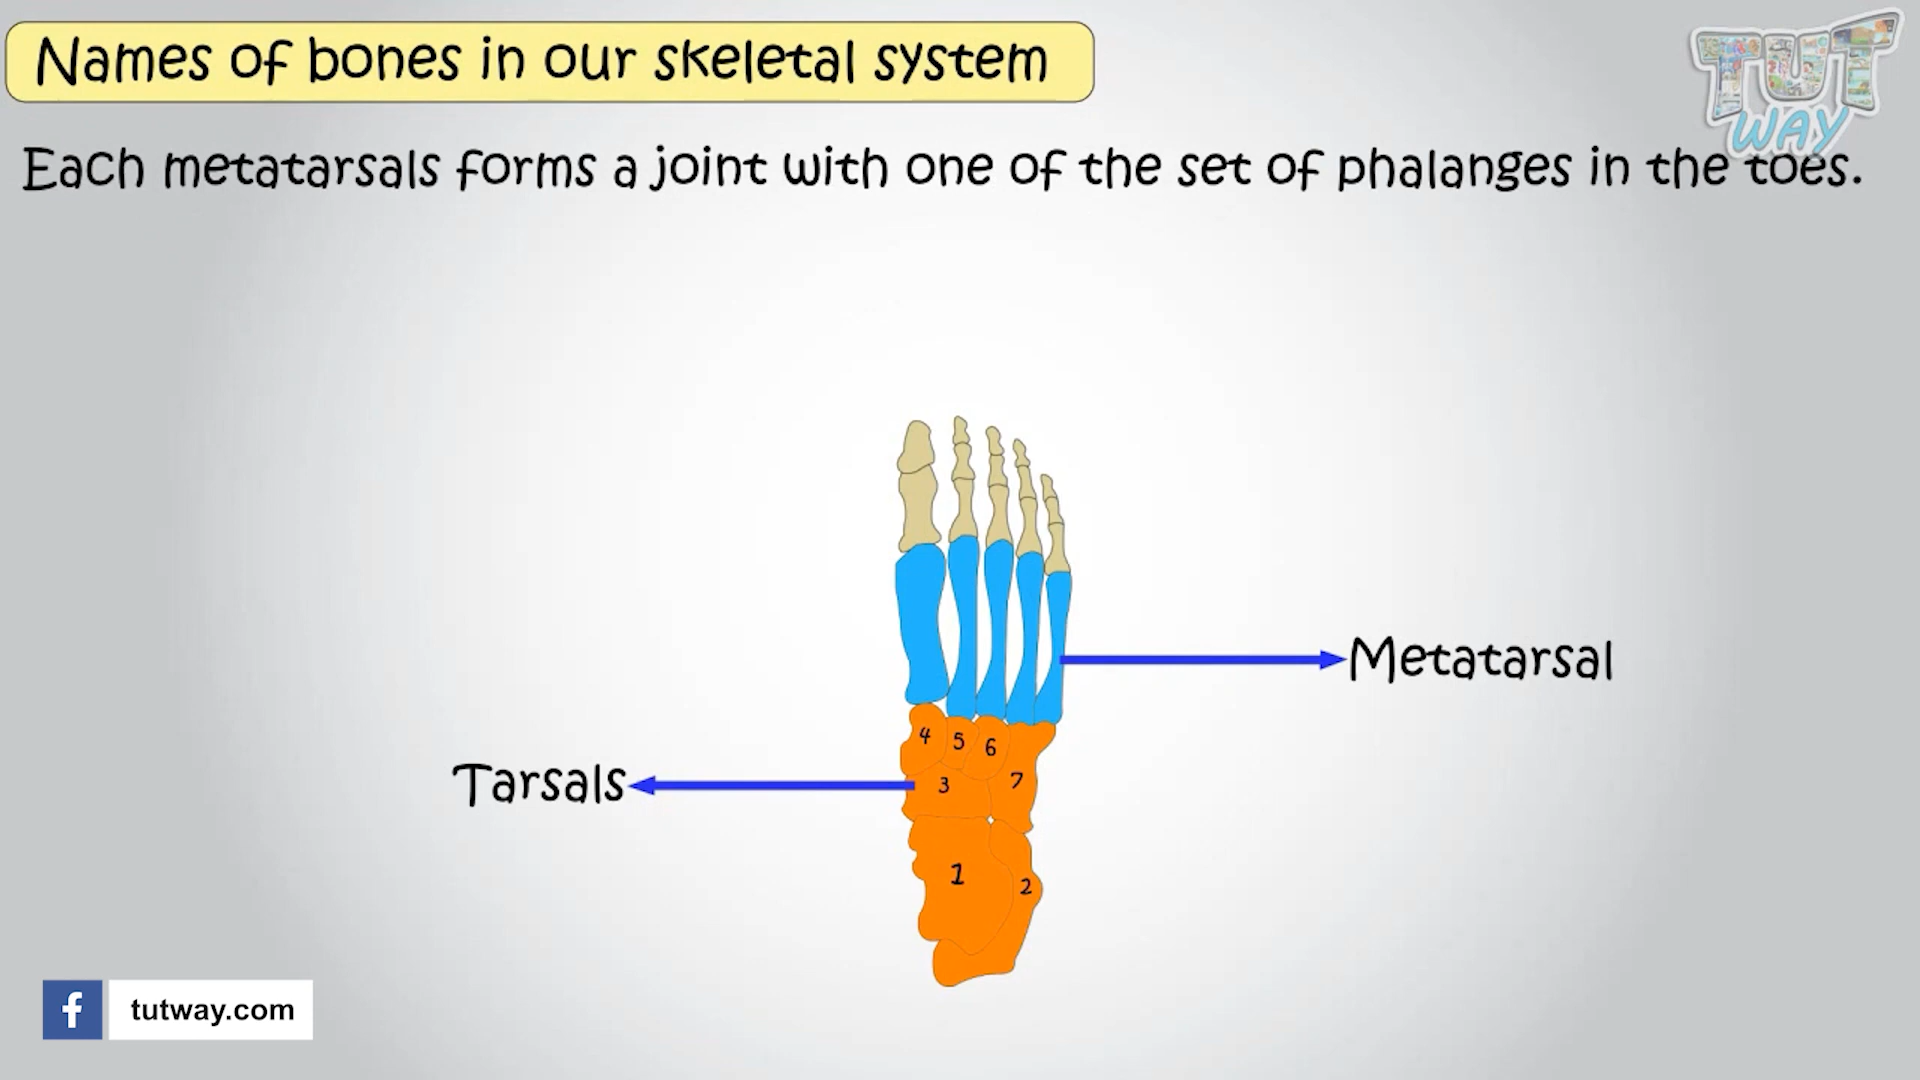 Names of bones in our skeletal system
TUT
WAY
Each metatarsals forms a joint with one of the set of phalanges in the toes.
Metatarsal
4 5 6
Tarsals
3 7
1 2
f tutway.com